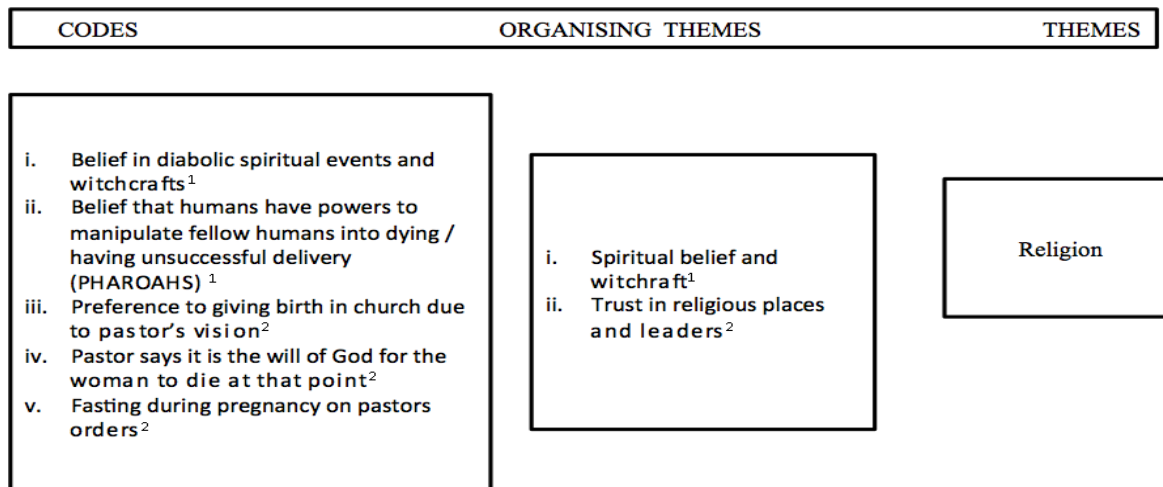 CODES ORGANISING THEMES THEMES
i. Belief in diabolic spiritual events and
witchcrafts¹
ii. Belief that humans have powers to
manipulate fellow humans into dying /
having unsuccessful delivery
(PHAROAHS) ¹
iii. Preference to giving birth in church due
to pastor's vision²
iv. Pastor says it is the will of God for the
woman to die at that point²
v. Fasting during pregnancy on pastors
orders²
i. Spiritual belief and
witchraft¹
ii. Trust in religious places
and leaders²
Religion